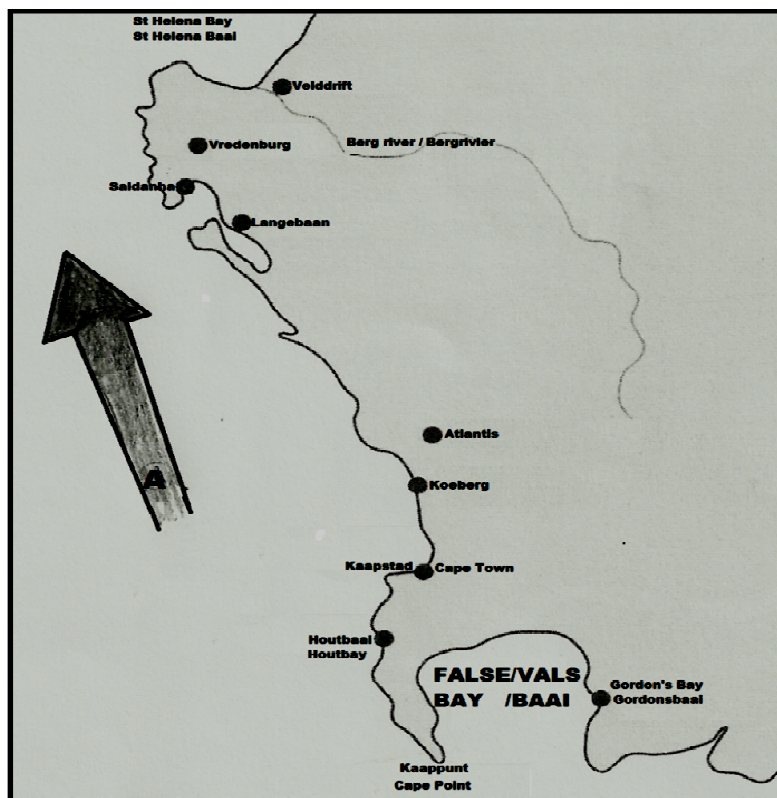 St Helena Bay
St Helena Baai
Velddrift
Berg river / Bergrivier
Vredenburg
Saldanha
Langebaan
A
Atlantis
Koeberg
Kaapstad Cape Town
Houtbaai
Houtbay
FALSE/VALS
BAY /BAAI
Gordon's Bay
Gordonsbaai
Kaappunt
Cape Point